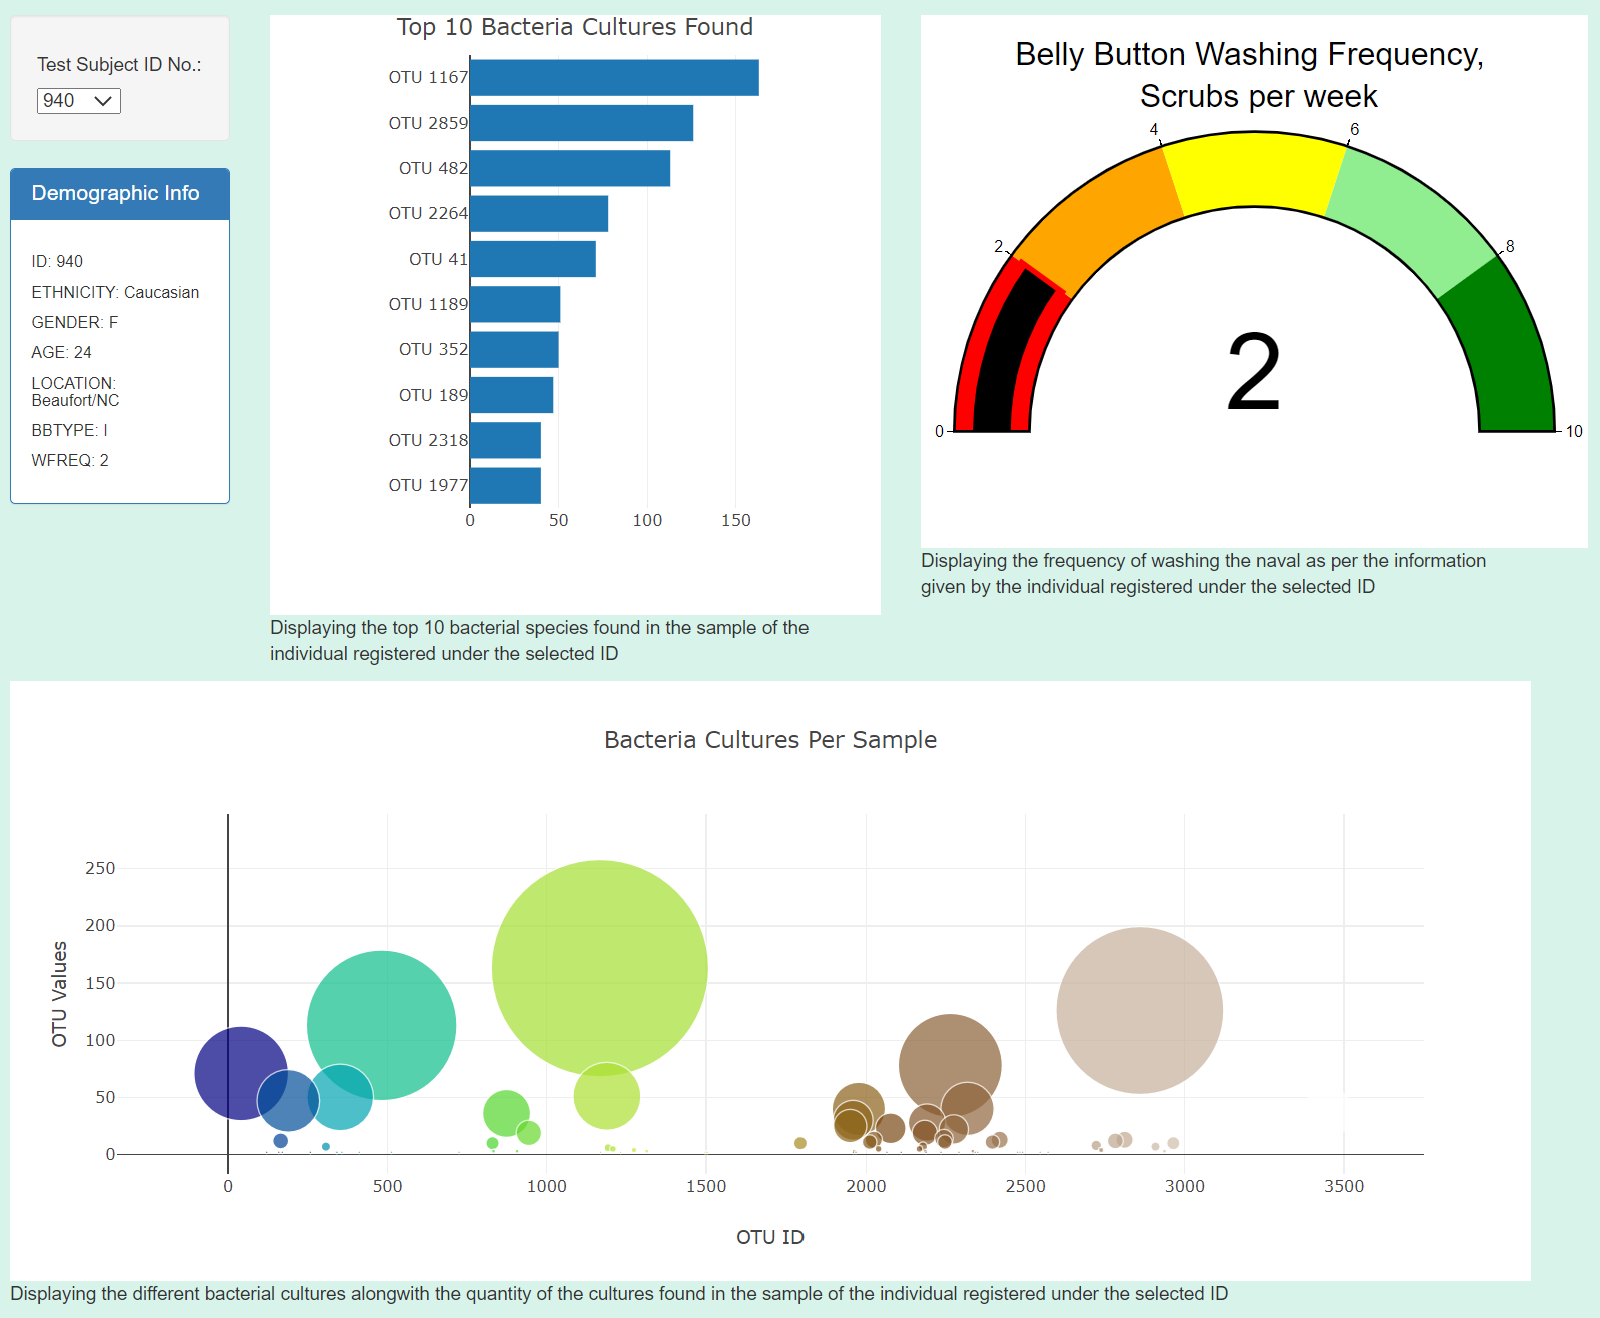 Test Subject ID No.:
940
Demographic Info
ID: 940
ETHNICITY: Caucasian
GENDER: F
AGE: 24
LOCATION:
Beaufort/NC
BBTYPE: I
WFREQ: 2
Top 10 Bacteria Cultures Found
OTU 1167
OTU 2859
OTU 482
OTU 2264
OTU 41
OTU 1189
OTU 352
OTU 189
OTU 2318
OTU 1977
0 50 100 150
Displaying the top 10 bacterial species found in the sample of the
individual registered under the selected ID
Belly Button Washing Frequency,
Scrubs per week
4 6
2 8
2
0 10
Displaying the frequency of washing the naval as per the information
given by the individual registered under the selected ID
Bacteria Cultures Per Sample
OTU Values
250
200
150
100
50
0
0 500 1000 1500 2000 2500 3000 3500
OTU ID
Displaying the different bacterial cultures alongwith the quantity of the cultures found in the sample of the individual registered under the selected ID